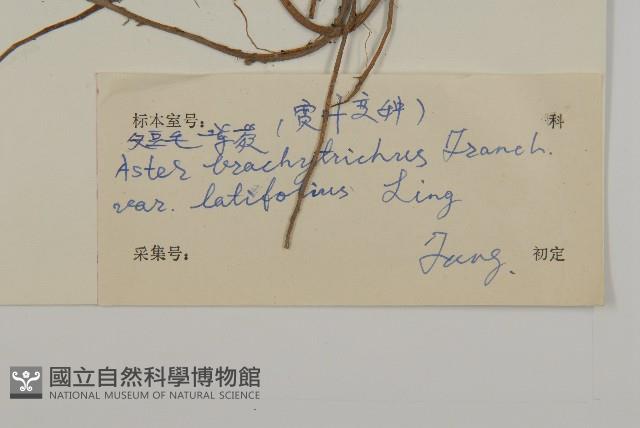 标本室号: 科
短毛紫菀 (宽叶变种)
Aster brachytrichus Franch.
var. latifolius Ling
采集号: Fung. 初定
國立自然科學博物館
NATIONAL MUSEUM OF NATURAL SCIENCE